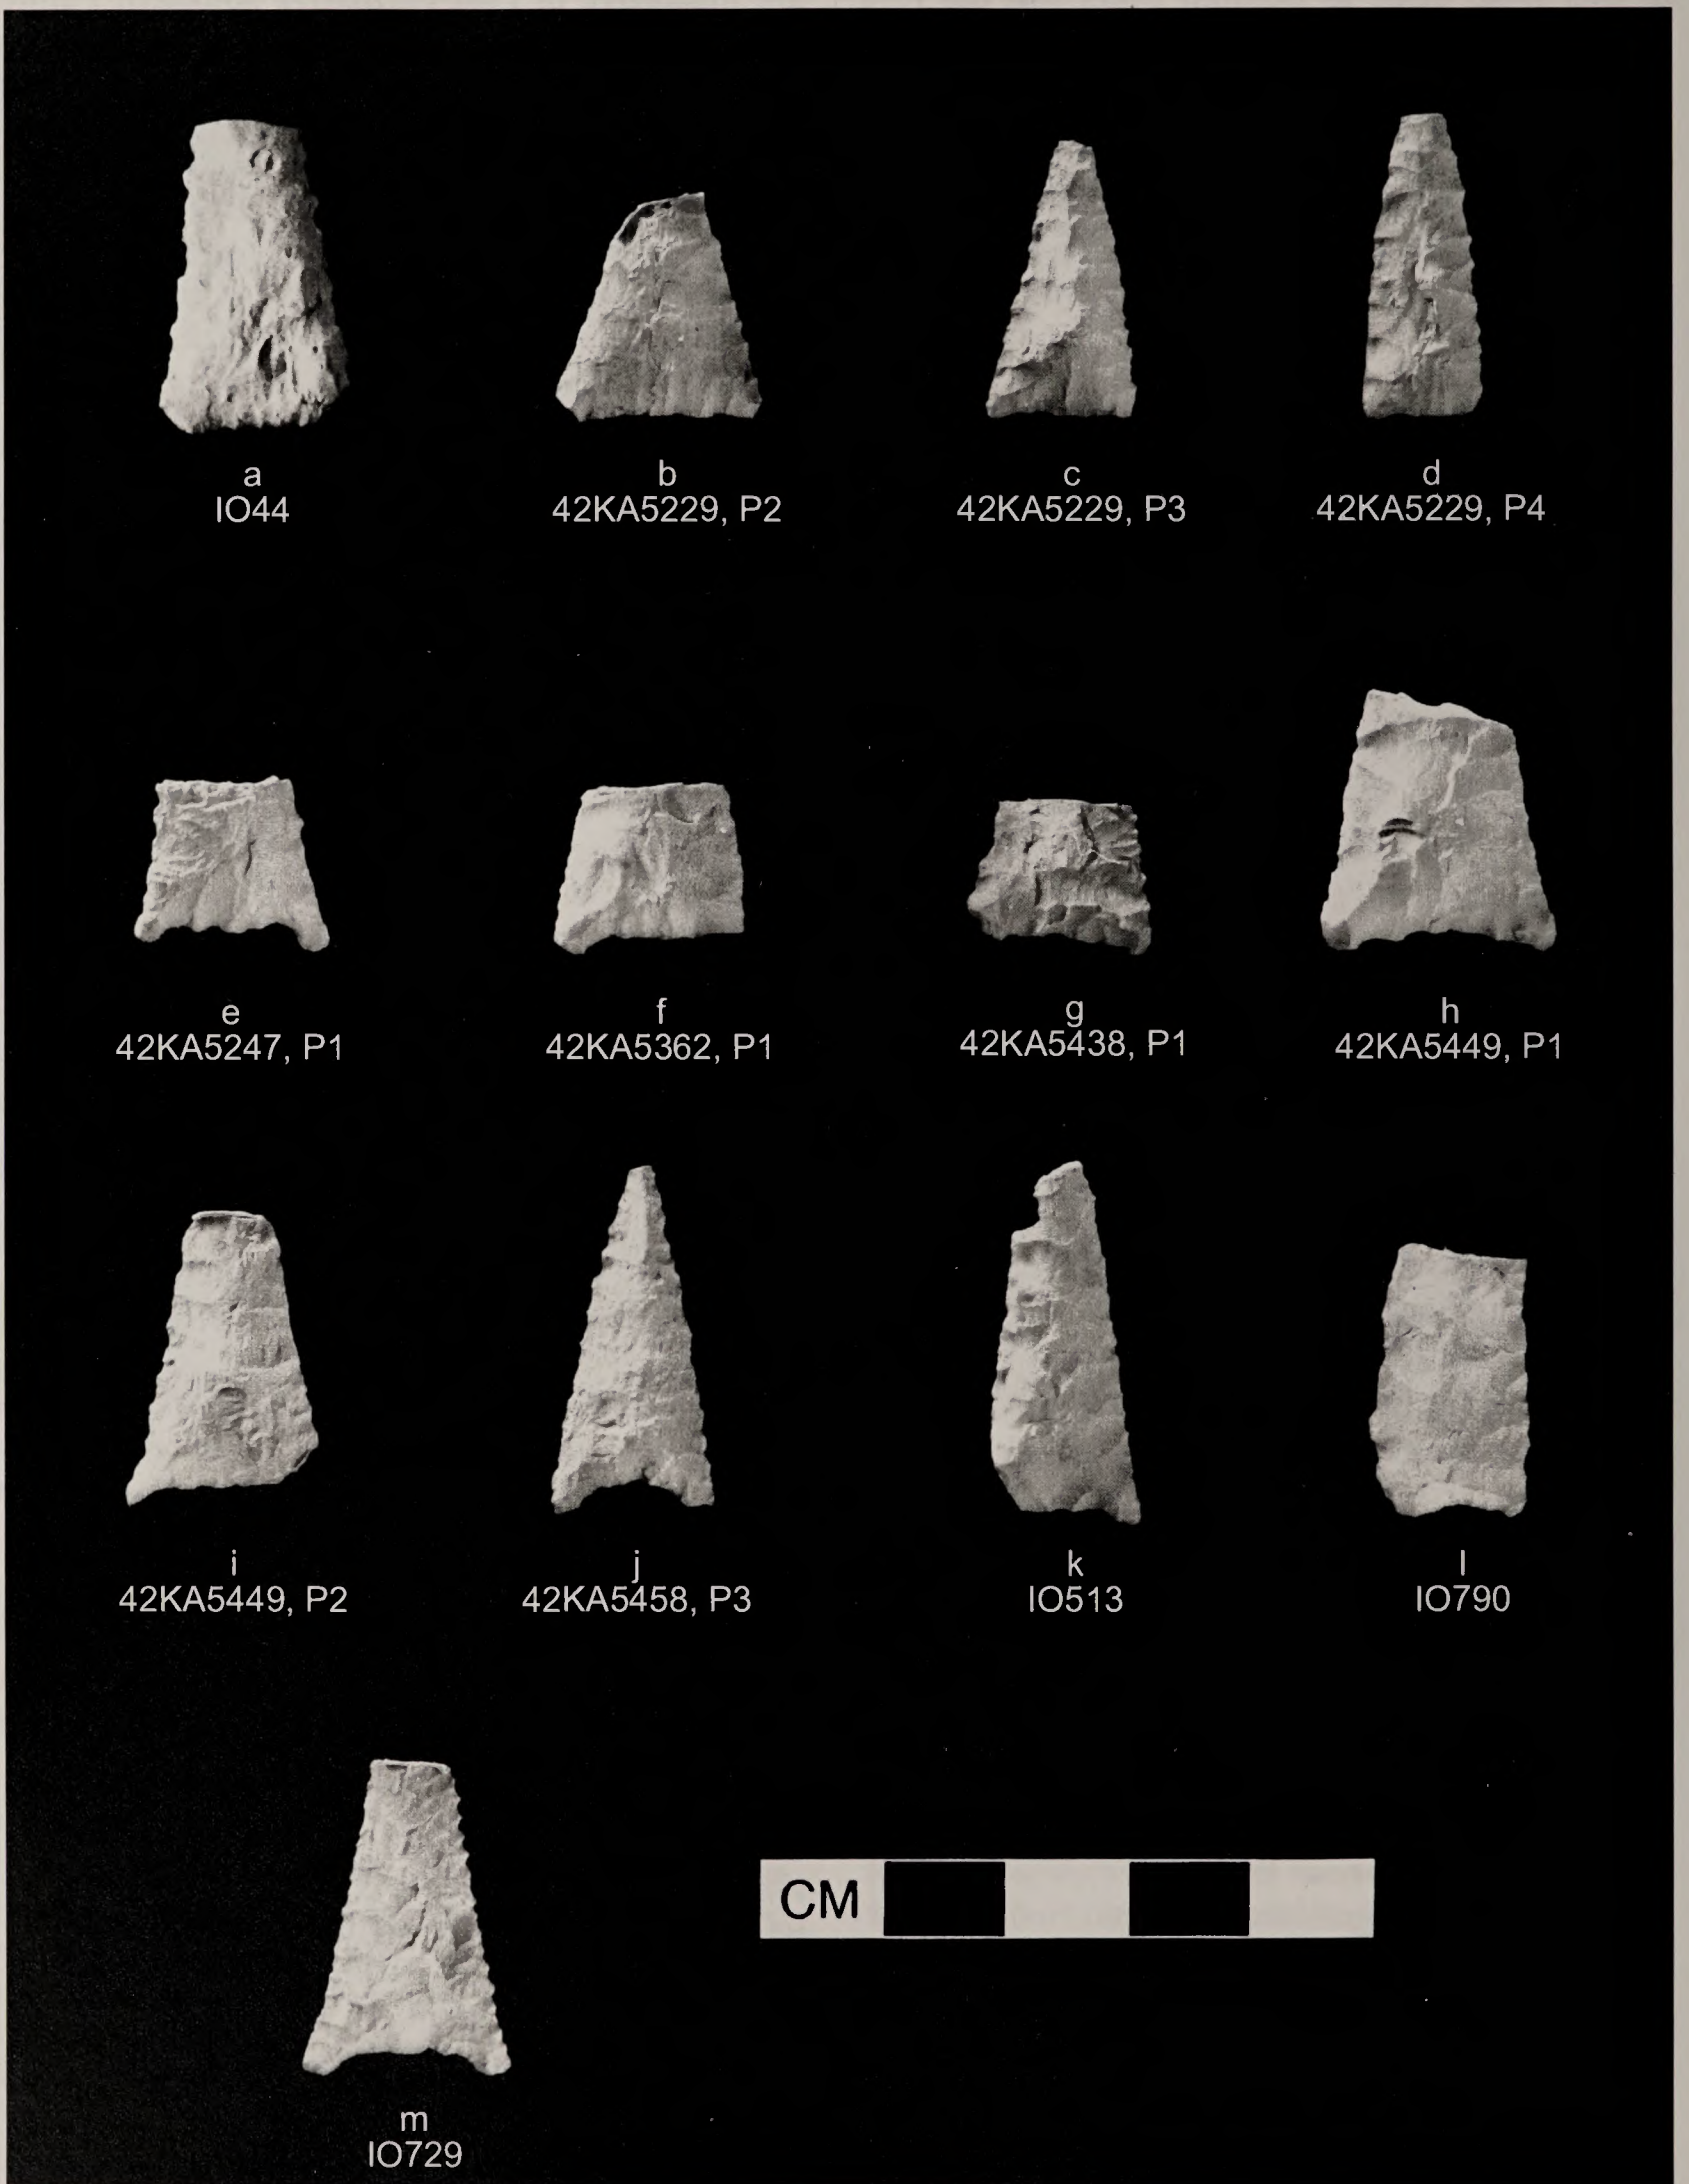 a
IO44
b
42KA5229, P2
c
42KA5229, P3
d
42KA5229, P4
e
42KA5247, P1
f
42KA5362, P1
g
42KA5438, P1
h
42KA5449, P1
i
42KA5449, P2
j
42KA5458, P3
k
IO513
l
IO790
m
IO729
CM